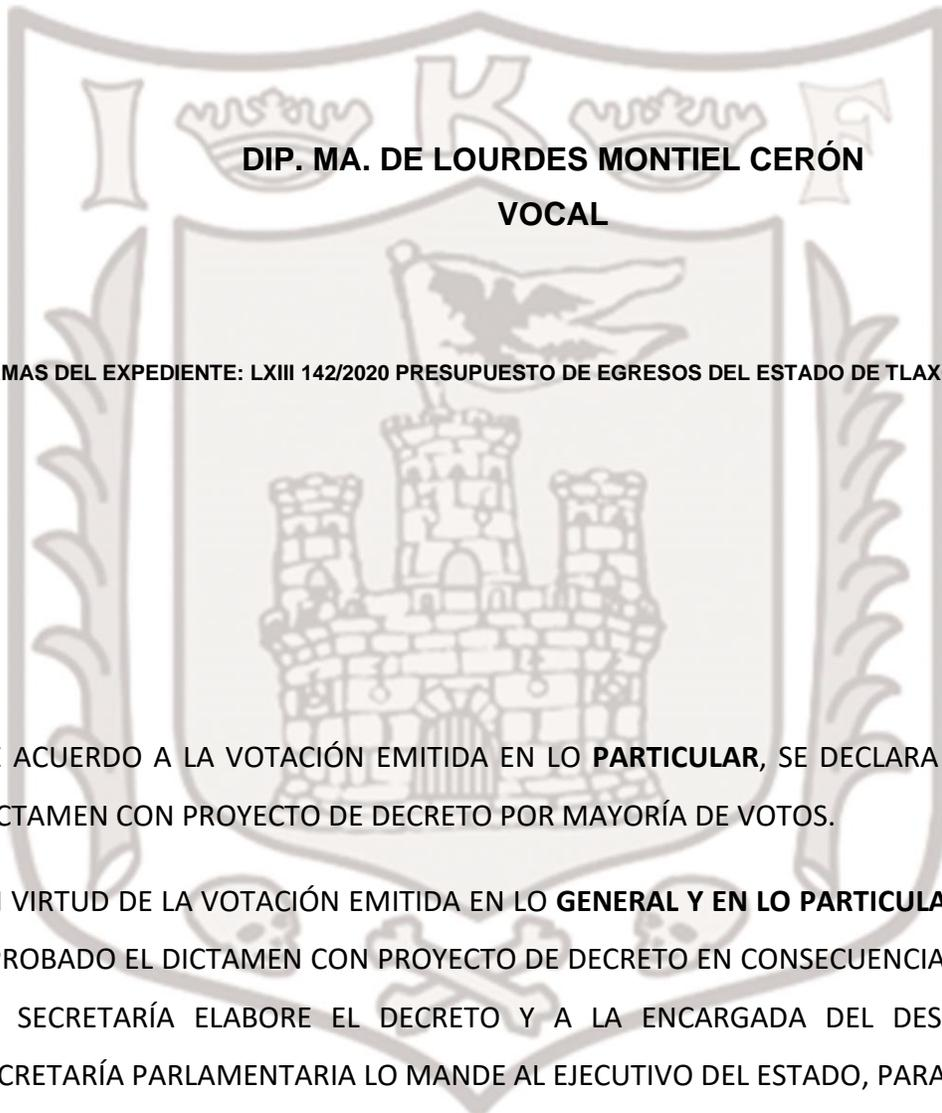 I K F
DIP. MA. DE LOURDES MONTIEL CERÓN
VOCAL
MAS DEL EXPEDIENTE: LXIII 142/2020 PRESUPUESTO DE EGRESOS DEL ESTADO DE TLAX
ACUERDO A LA VOTACIÓN EMITIDA EN LO PARTICULAR, SE DECLARA
CTAMEN CON PROYECTO DE DECRETO POR MAYORÍA DE VOTOS.
VIRTUD DE LA VOTACIÓN EMITIDA EN LO GENERAL Y EN LO PARTICULA
PROBADO EL DICTAMEN CON PROYECTO DE DECRETO EN CONSECUENCIA
SECRETARÍA ELABORE EL DECRETO Y A LA ENCARGADA DEL DES
CRETARÍA PARLAMENTARIA LO MANDE AL EJECUTIVO DEL ESTADO, PARA